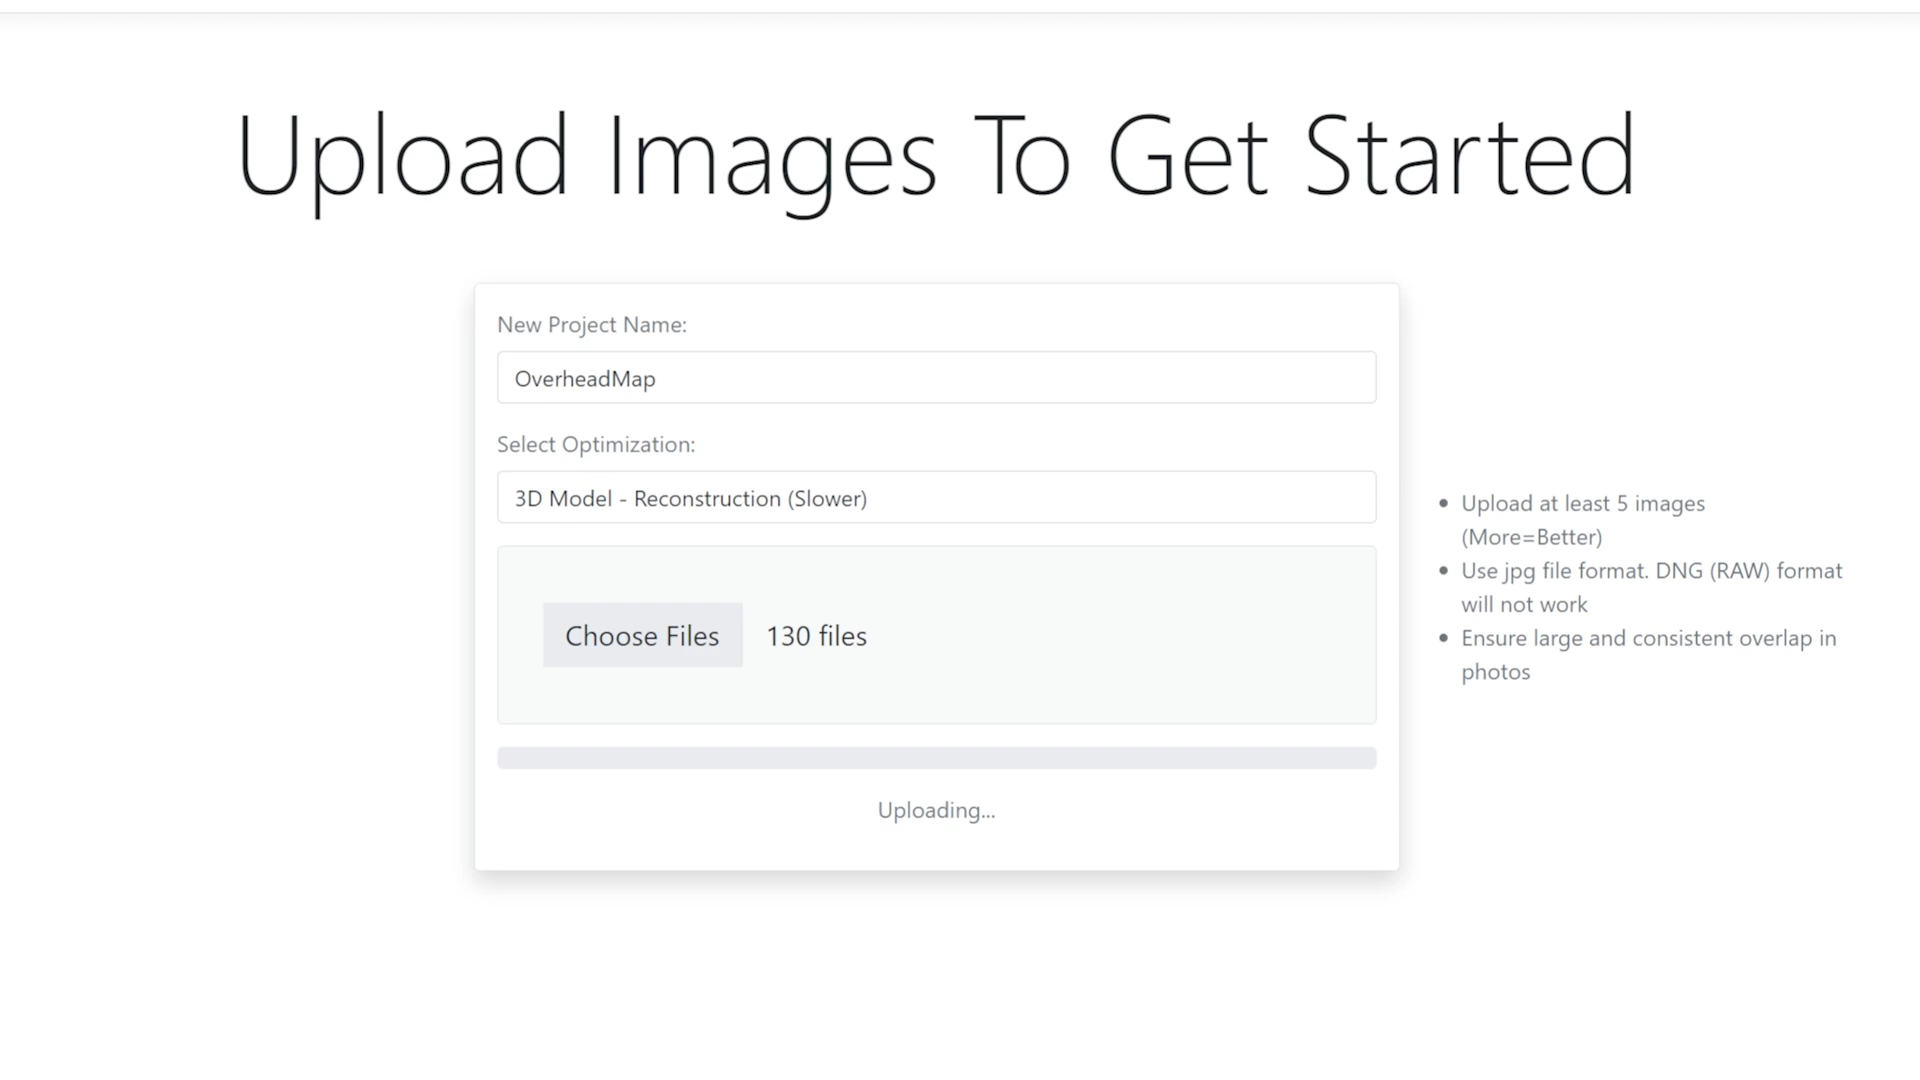 Upload Images To Get Started
New Project Name:
OverheadMap
Select Optimization:
3D Model - Reconstruction (Slower)
Choose Files 130 files
Uploading...
Upload at least 5 images
(More=Better)
Use jpg file format. DNG (RAW) format
will not work
Ensure large and consistent overlap in
photos